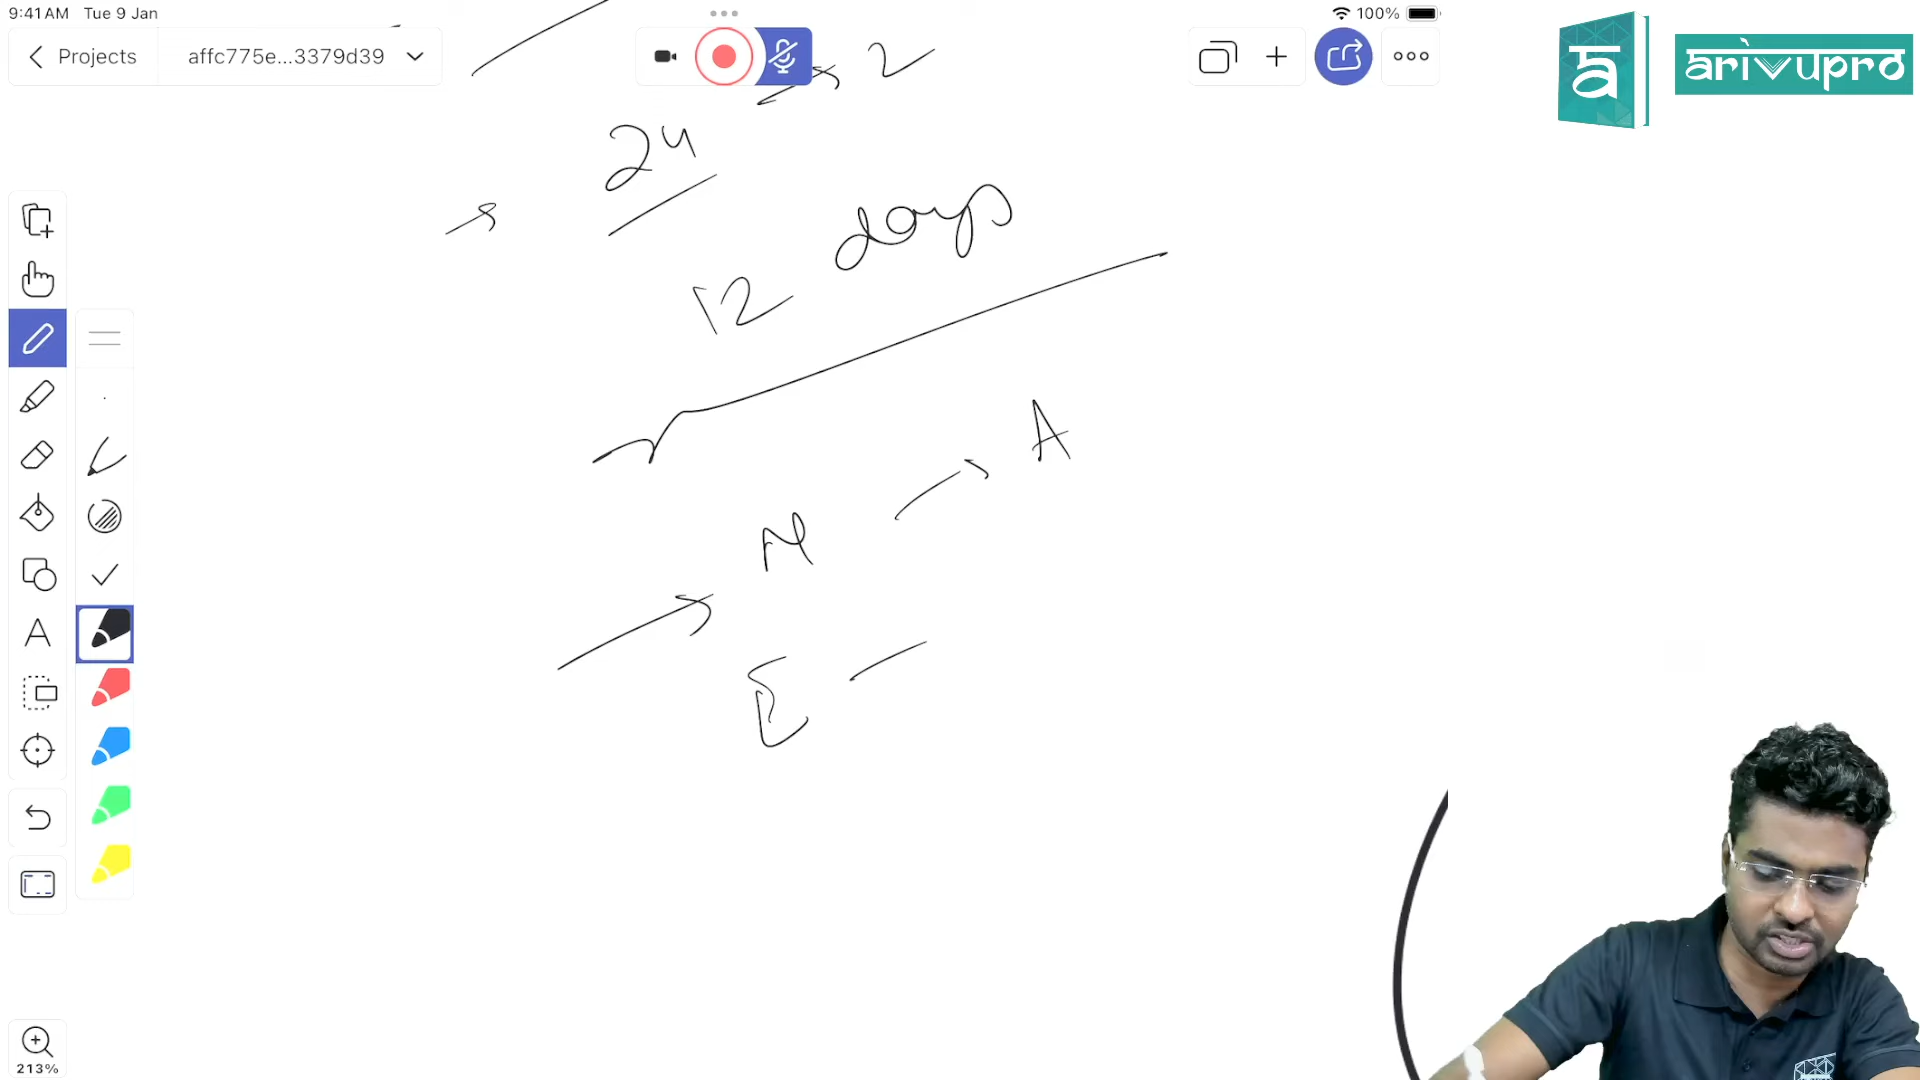 9:41 AM Tue 9 Jan
100%
Projects
affc775e...3379d39
arivupro
2
24
12 days
N → A
E —
A
213%